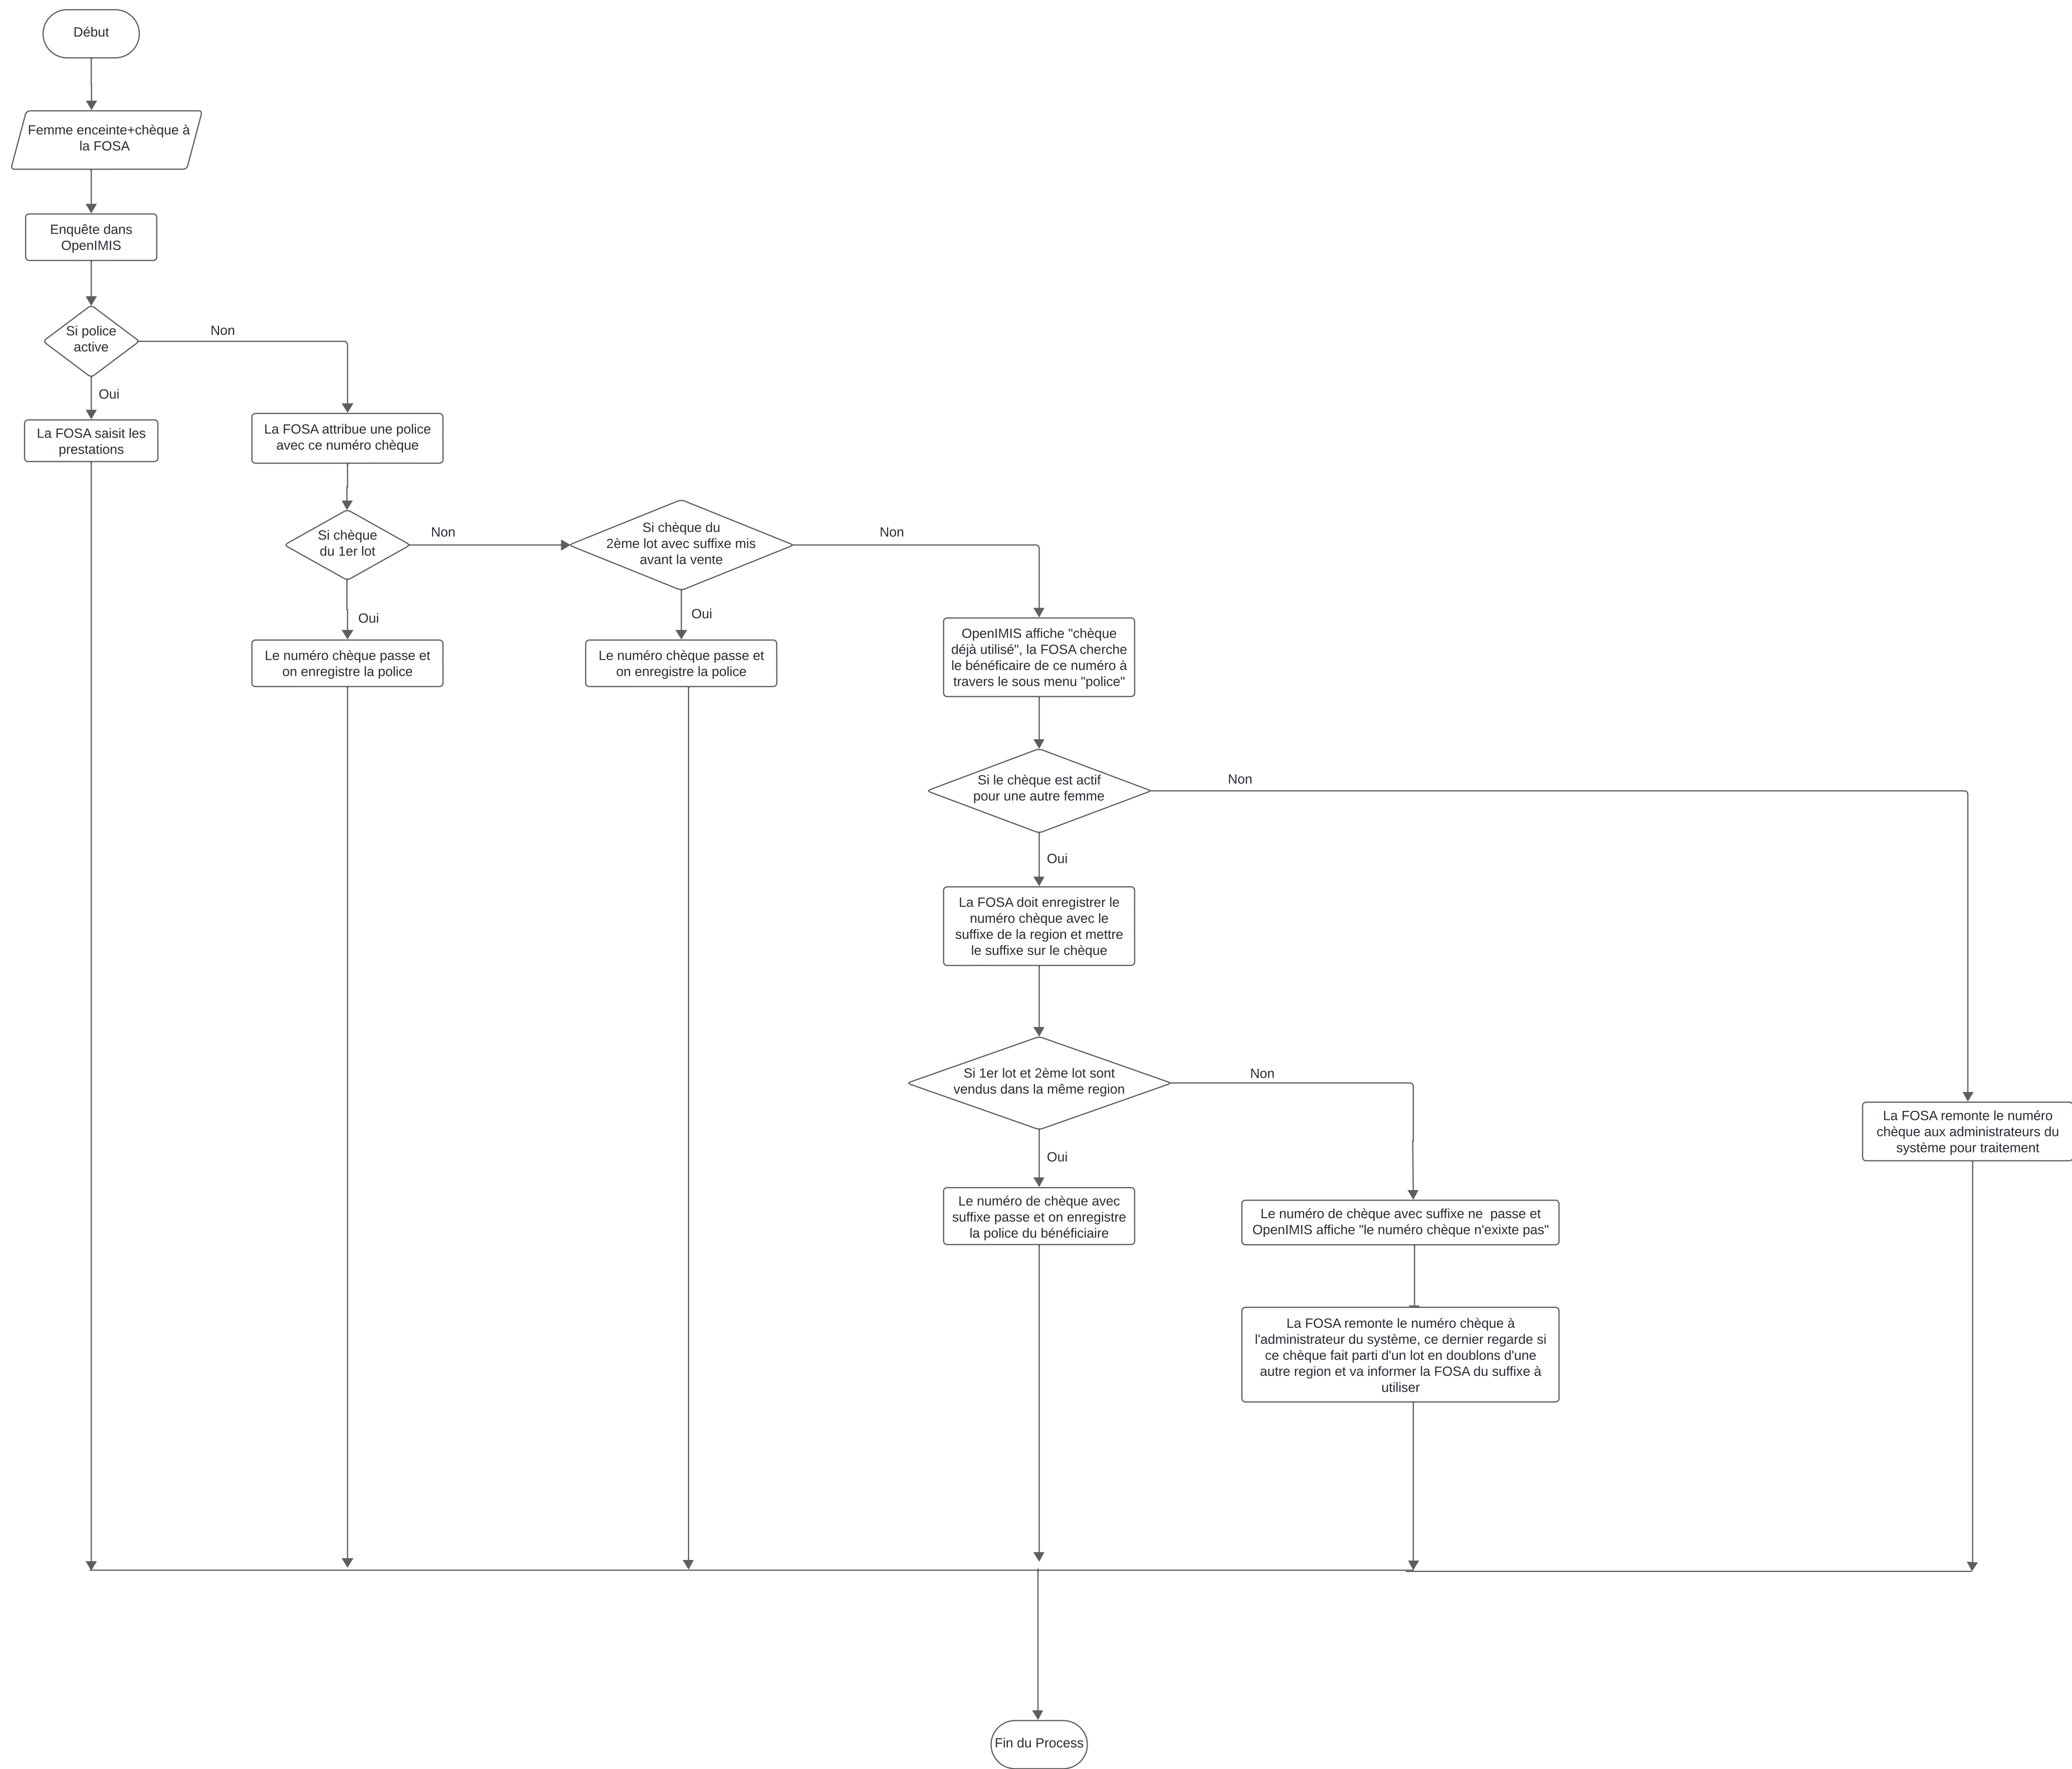 Début
Femme enceinte+chèque à
la FOSA
Enquête dans
OpenIMIS
Si police
active
Non
Oui
La FOSA saisit les
prestations
La FOSA attribue une police
avec ce numéro chèque
Si chèque
du 1er lot
Non
Si chèque du
2ème lot avec suffixe mis
avant la vente
Non
Oui
Oui
Le numéro chèque passe et
on enregistre la police
Le numéro chèque passe et
on enregistre la police
OpenIMIS affiche "chèque
déjà utilisé", la FOSA cherche
le bénéficaire de ce numéro à
travers le sous menu "police"
Si le chèque est actif
pour une autre femme
Non
Oui
La FOSA doit enregistrer le
numéro chèque avec le
suffixe de la region et mettre
le suffixe sur le chèque
Si 1er lot et 2ème lot sont
vendus dans la même region
Non
Oui
La FOSA remonte le numéro
chèque aux administrateurs du
système pour traitement
Le numéro de chèque avec
suffixe passe et on enregistre
la police du bénéficiaire
Le numéro de chèque avec suffixe ne  passe et
OpenIMIS affiche "le numéro chèque n'exixte pas"
La FOSA remonte le numéro chèque à
l'administrateur du système, ce dernier regarde si
ce chèque fait parti d'un lot en doublons d'une
autre region et va informer la FOSA du suffixe à
utiliser
Fin du Process